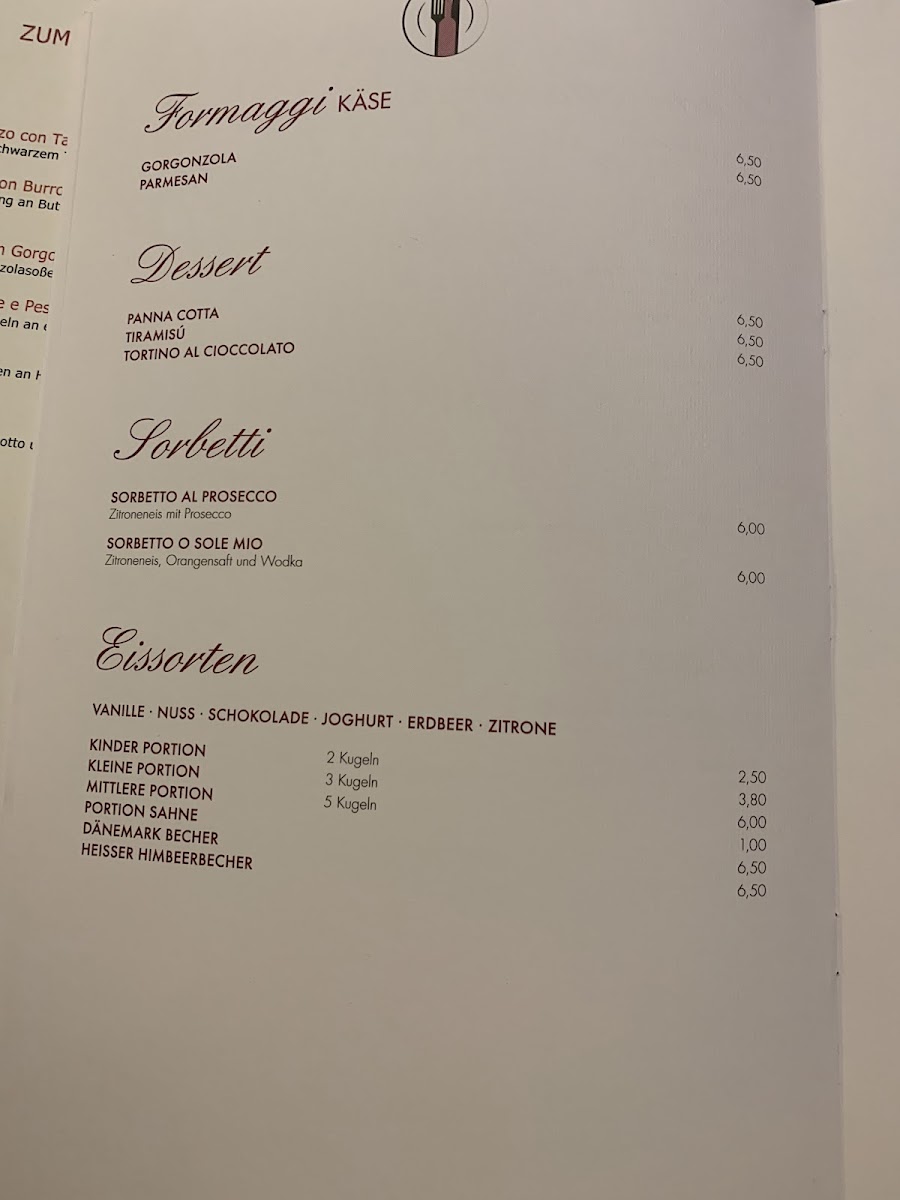 ZUM
zo con Ta
chwarzem
on Burro
ng an But
n Gorgo
zolasoße
e e Pes
eln an
en an
otto
Formaggi KÄSE
GORGONZOLA 6,50
PARMESAN 6,50
Dessert
PANNA COTTA 6,50
TIRAMISÚ 6,50
TORTINO AL CIOCCOLATO 6,50
Sorbetti
SORBETTO AL PROSECCO
Zitroneneis mit Prosecco 6,00
SORBETTO O SOLE MIO
Zitroneneis, Orangensaft und Wodka 6,00
Eissorten
VANILLE · NUSS · SCHOKOLADE · JOGHURT · ERDBEER · ZITRONE
KINDER PORTION 2 Kugeln 2,50
KLEINE PORTION 3 Kugeln 3,80
MITTLERE PORTION 5 Kugeln 6,00
PORTION SAHNE 1,00
DÄNEMARK BECHER 6,50
HEISSER HIMBEERBECHER 6,50